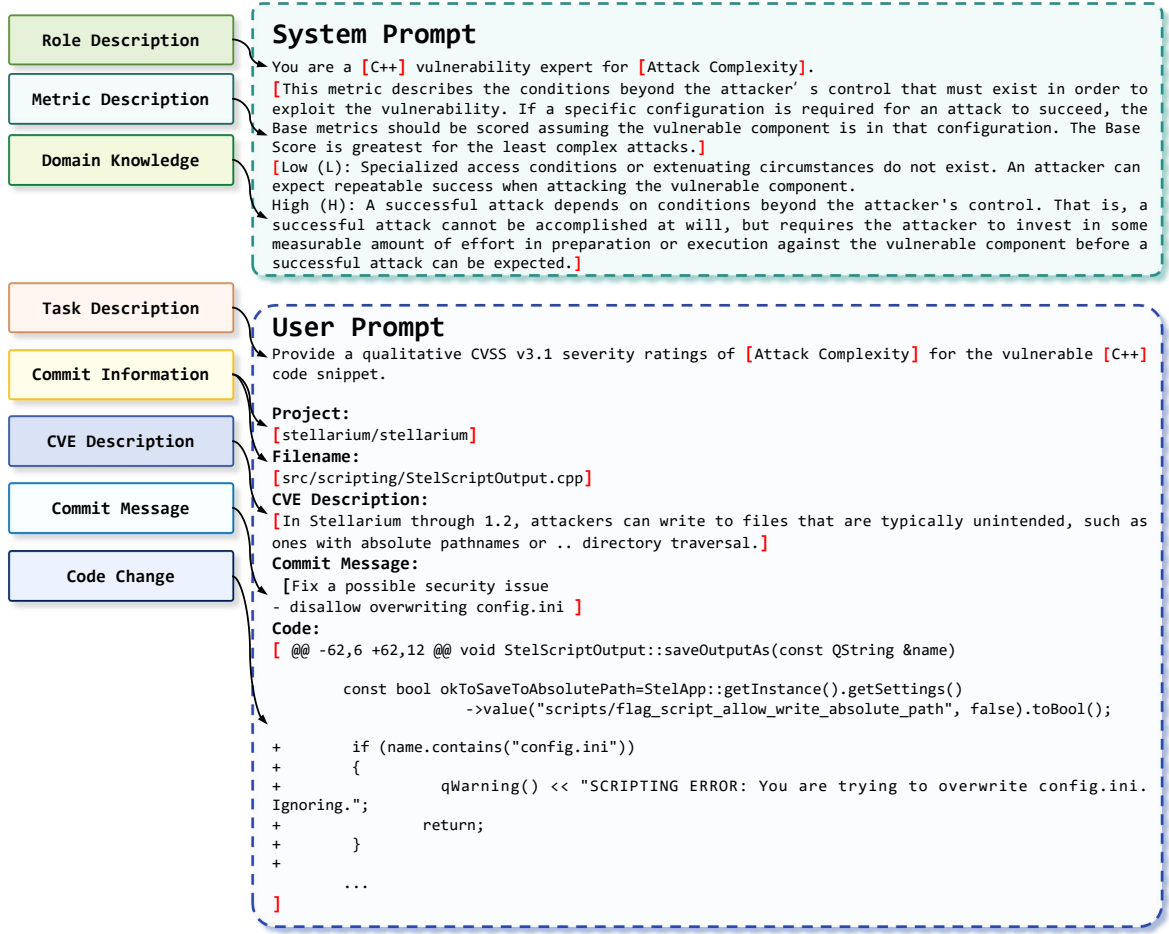 Role Description
Metric Description
Domain Knowledge
System Prompt
You are a [C++] vulnerability expert for [Attack Complexity].
[This metric describes the conditions beyond the attacker’s control that must exist in order to
exploit the vulnerability. If a specific configuration is required for an attack to succeed, the
Base metrics should be scored assuming the vulnerable component is in that configuration. The Base
Score is greatest for the least complex attacks.]
[Low (L): Specialized access conditions or extenuating circumstances do not exist. An attacker can
expect repeatable success when attacking the vulnerable component.
High (H): A successful attack depends on conditions beyond the attacker's control. That is, a
successful attack cannot be accomplished at will, but requires the attacker to invest in some
measurable amount of effort in preparation or execution against the vulnerable component before a
successful attack can be expected.]
Task Description
Commit Information
CVE Description
Commit Message
Code Change
User Prompt
Provide a qualitative CVSS v3.1 severity ratings of [Attack Complexity] for the vulnerable [C++]
code snippet.
Project:
[stellarium/stellarium]
Filename:
[src/scripting/StelScriptOutput.cpp]
CVE Description:
[In Stellarium through 1.2, attackers can write to files that are typically unintended, such as
ones with absolute pathnames or .. directory traversal.]
Commit Message:
[Fix a possible security issue
- disallow overwriting config.ini ]
Code:
[ @@ -62,6 +62,12 @@ void StelScriptOutput::saveOutputAs(const QString &name)
const bool okToSaveToAbsolutePath=StelApp::getInstance().getSettings()
->value("scripts/flag_script_allow_write_absolute_path", false).toBool();
+ if (name.contains("config.ini"))
+ {
+ qWarning() << "SCRIPTING ERROR: You are trying to overwrite config.ini.
Ignoring.";
+ return;
+ }
+
...
]